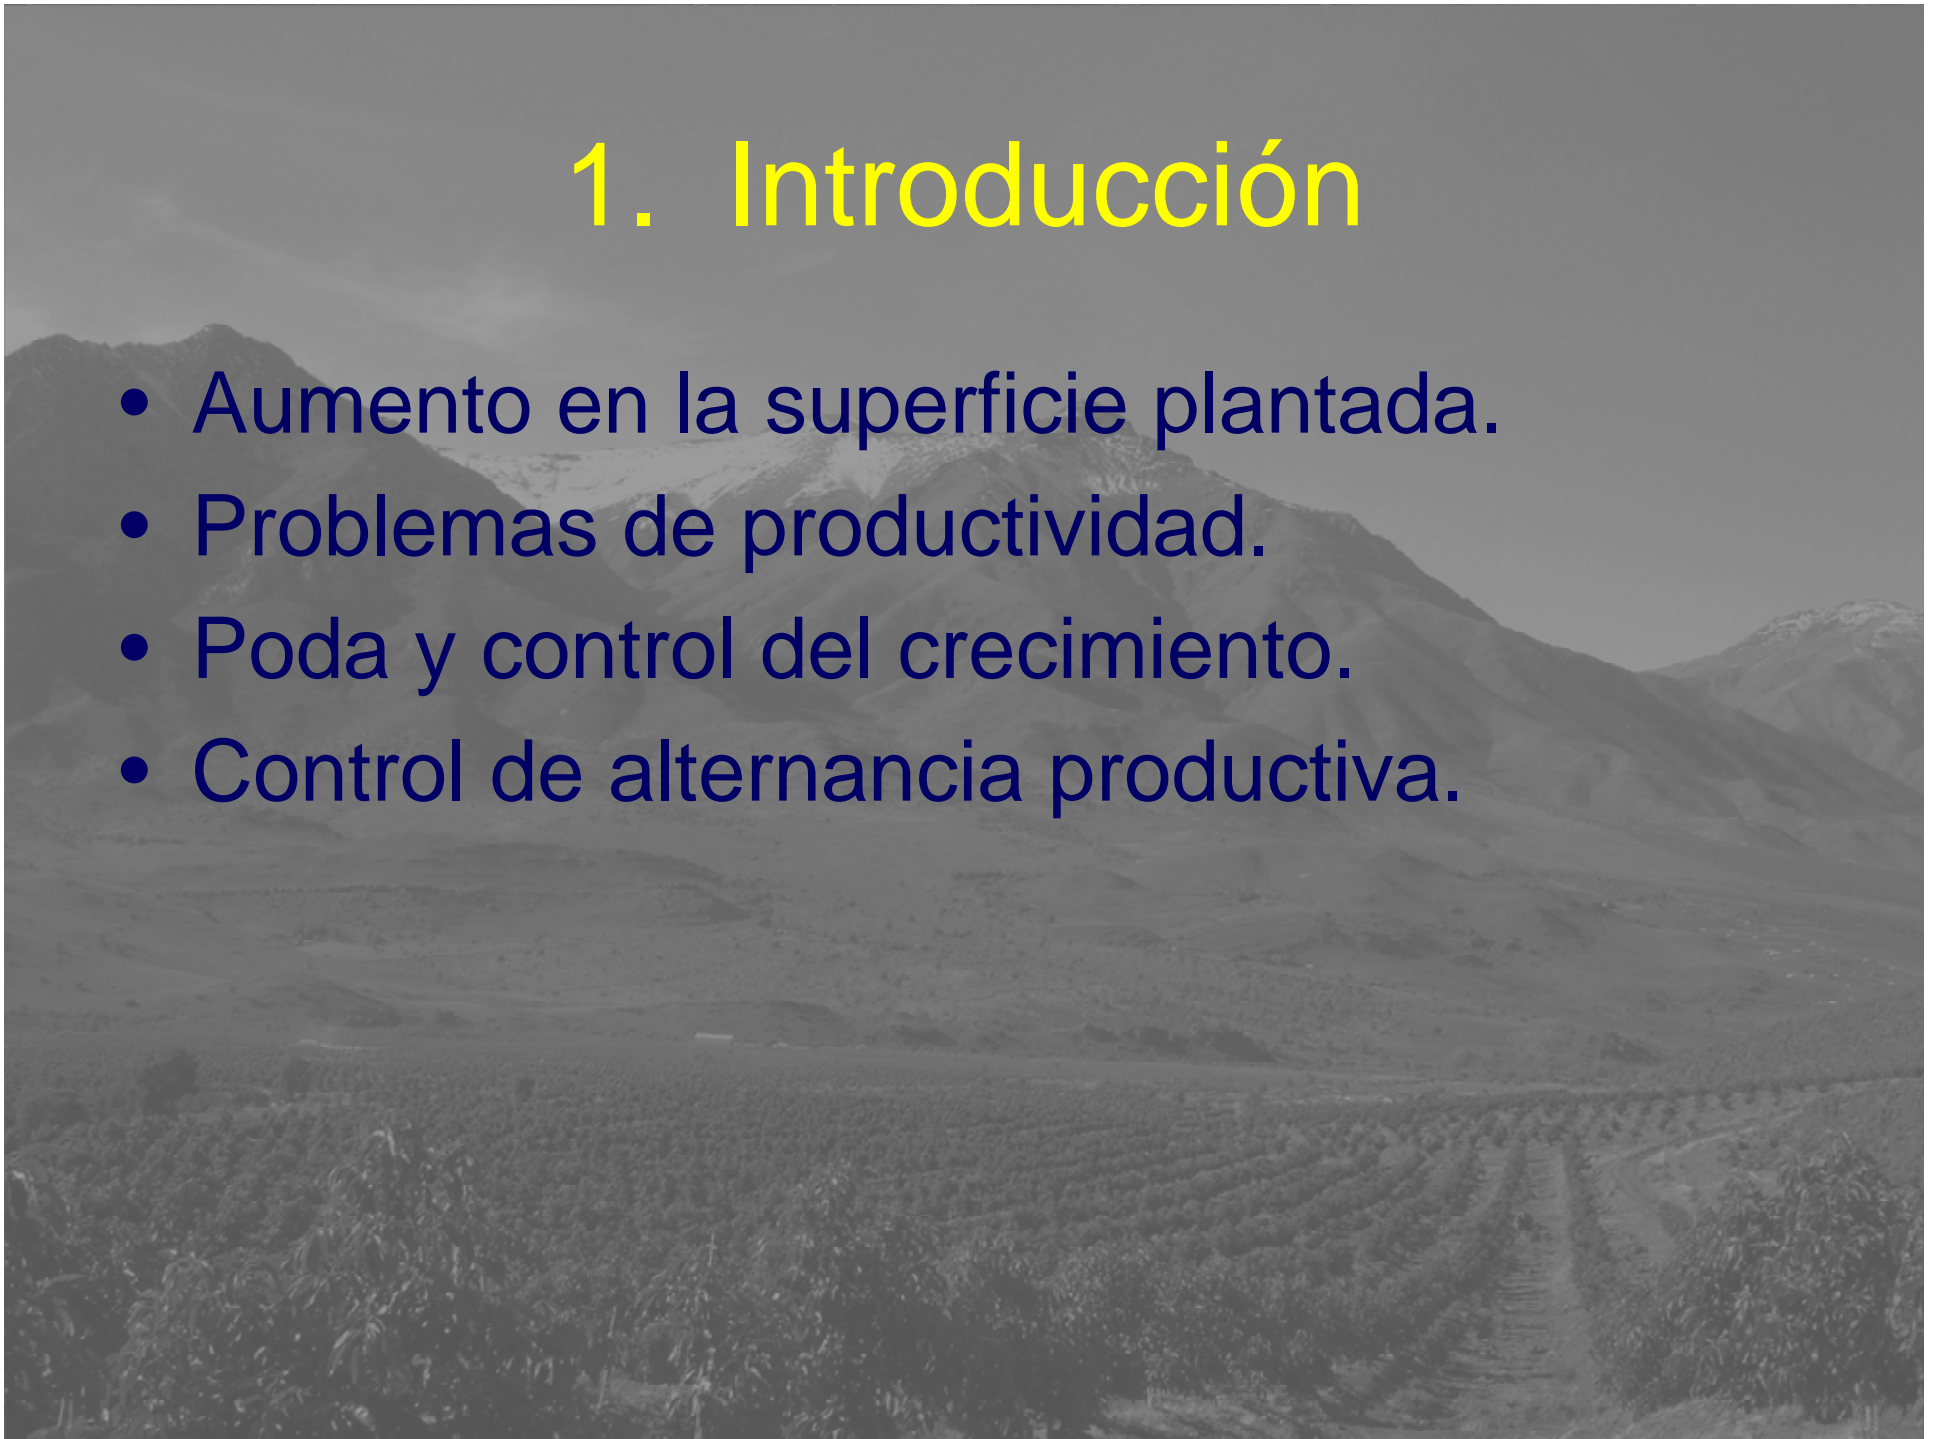 1. Introducción
• Aumento en la superficie plantada.
• Problemas de productividad.
• Poda y control del crecimiento.
• Control de alternancia productiva.